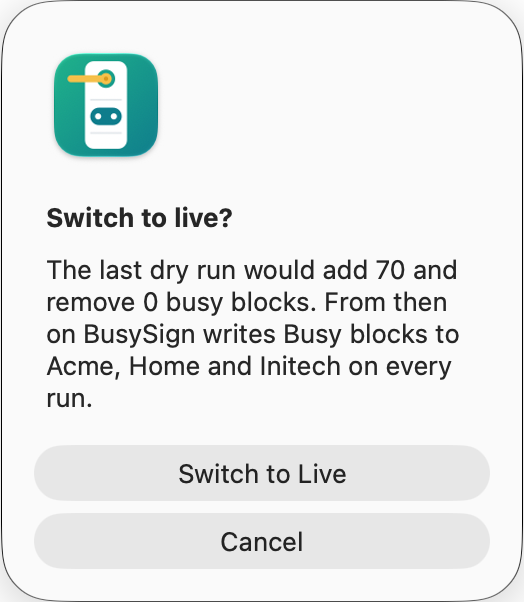 Switch to live?
The last dry run would add 70 and
remove 0 busy blocks. From then
on BusySign writes Busy blocks to
Acme, Home and Initech on every
run.
Switch to Live
Cancel